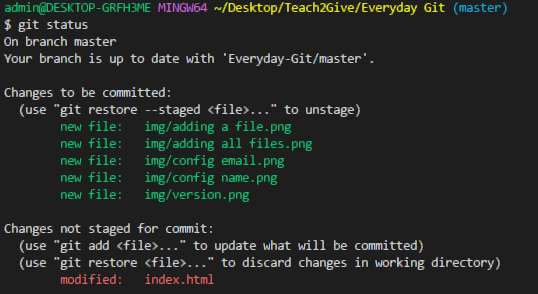 admin@DESKTOP-GRFH3ME MINGW64 ~/Desktop/Teach2Give/Everyday Git (master)
$ git status
On branch master
Your branch is up to date with 'Everyday-Git/master'.

Changes to be committed:
  (use "git restore --staged <file>..." to unstage)
        new file:   img/adding a file.png
        new file:   img/adding all files.png
        new file:   img/config email.png
        new file:   img/config name.png
        new file:   img/version.png

Changes not staged for commit:
  (use "git add <file>..." to update what will be committed)
  (use "git restore <file>..." to discard changes in working directory)
        modified:   index.html